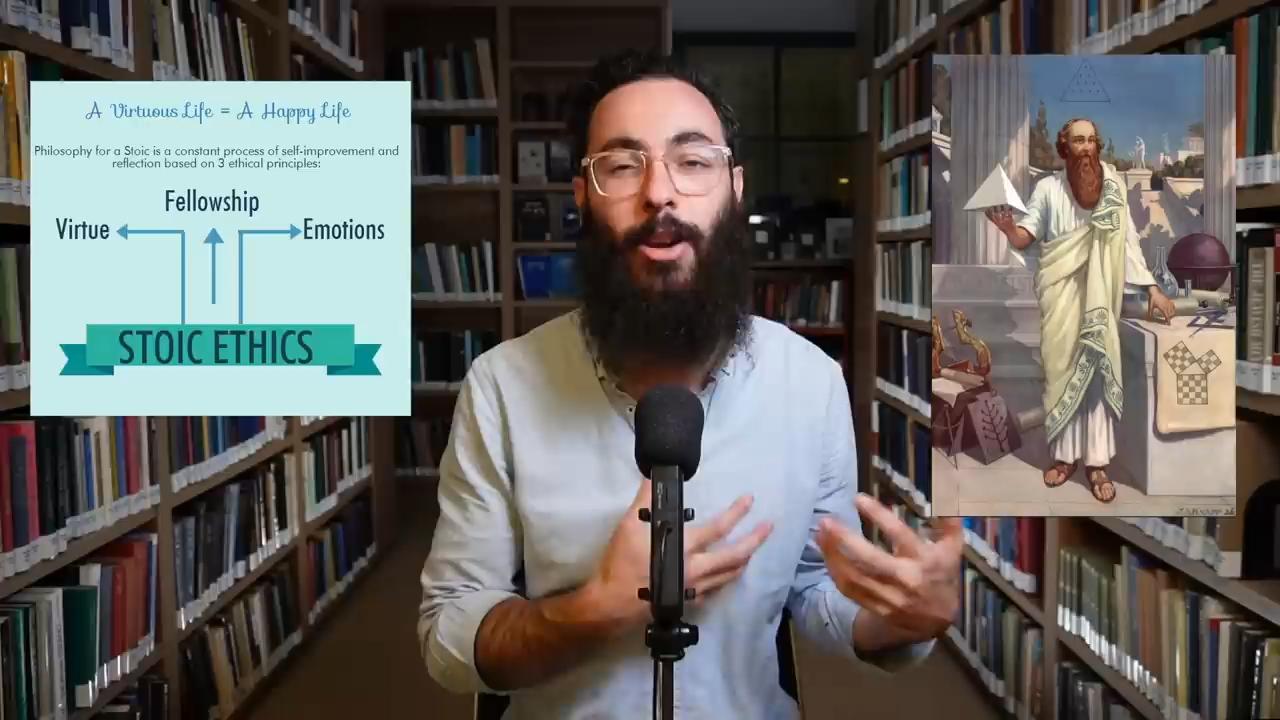 A Virtuous Life = A Happy Life
Philosophy for a Stoic is a constant process of self-improvement and
reflection based on 3 ethical principles:
Fellowship
Virtue
Emotions
STOIC ETHICS